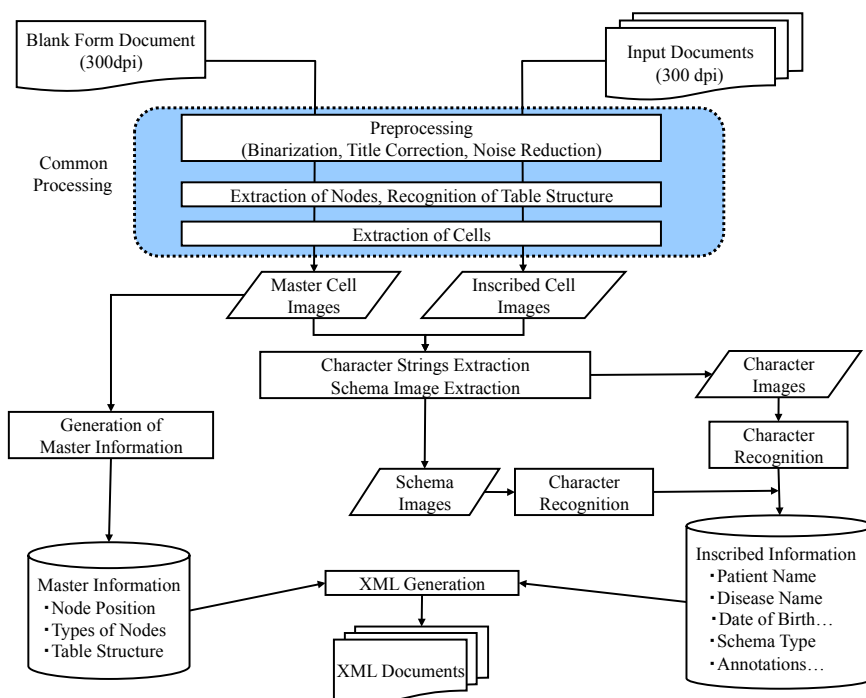 Blank Form Document
(300dpi)
Input Documents
(300 dpi)
Common
Processing
Preprocessing
(Binarization, Title Correction, Noise Reduction)
Extraction of Nodes, Recognition of Table Structure
Extraction of Cells
Master Cell
Images
Inscribed Cell
Images
Character Strings Extraction
Schema Image Extraction
Character
Images
Generation of
Master Information
Character
Recognition
Schema
Images
Character
Recognition
Master Information
・Node Position
・Types of Nodes
・Table Structure
XML Generation
XML Documents
Inscribed Information
・Patient Name
・Disease Name
・Date of Birth…
・Schema Type
・Annotations…